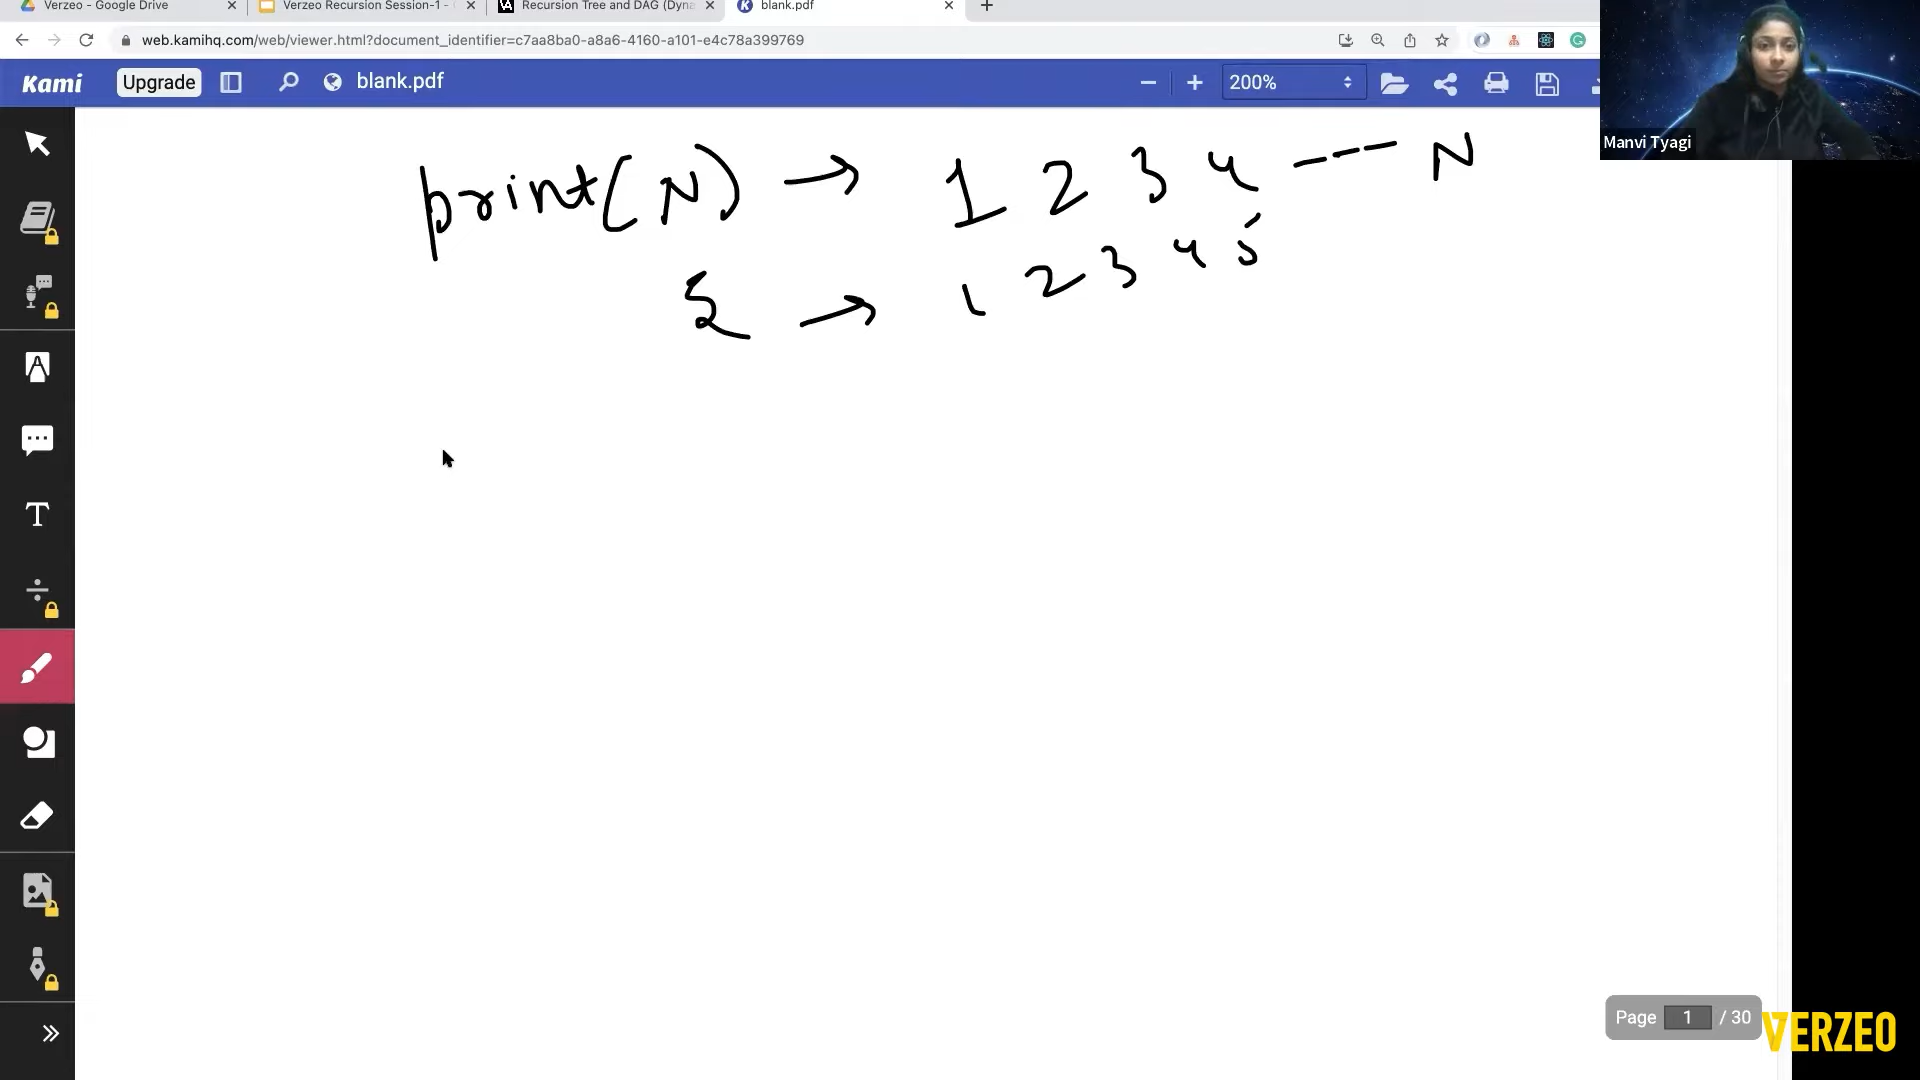 Verzeo - Google Drive
Verzeo Recursion Session-1 -
Recursion Tree and DAG (Dyna
blank.pdf
web.kamihq.com/web/viewer.html?document_identifier=c7aa8ba0-a8a6-4160-a101-e4c78a399769
Kami Upgrade blank.pdf 200%
Manvi Tyagi
print(N) → 1 2 3 4 --- N
5 → 1 2 3 4 5
Page 1 / 30
VERZEO